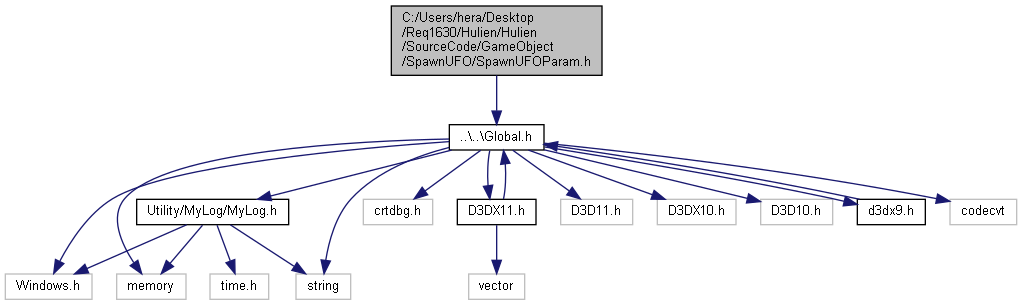 C:/Users/hera/Desktop
/Req1630/Hulien/Hulien
/SourceCode/GameObject
/SpawnUFO/SpawnUFOParam.h
..\..\Global.h
Utility/MyLog/MyLog.h
crtdbg.h
D3DX11.h
D3D11.h
D3DX10.h
D3D10.h
d3dx9.h
codecvt
Windows.h
memory
time.h
string
vector